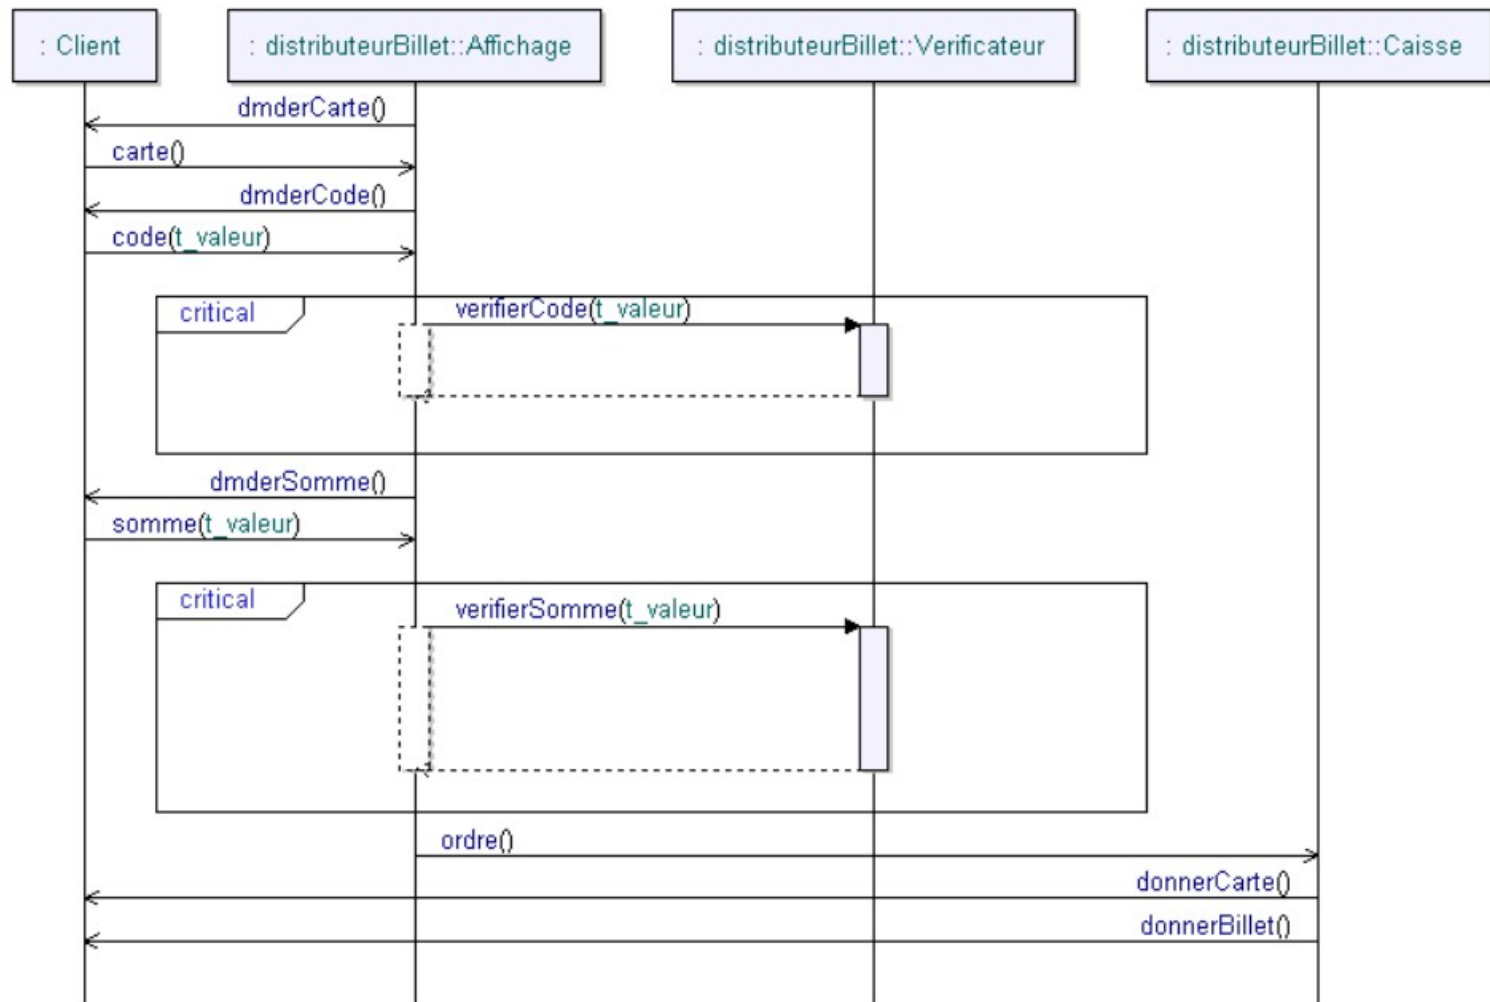 : Client
: distributeurBillet::Affichage
: distributeurBillet::Verificateur
: distributeurBillet::Caisse
dmderCarte()
carte()
dmderCode()
code(t_valeur)
critical
verifierCode(t_valeur)
dmderSomme()
somme(t_valeur)
critical
verifierSomme(t_valeur)
ordre()
donnerCarte()
donnerBillet()